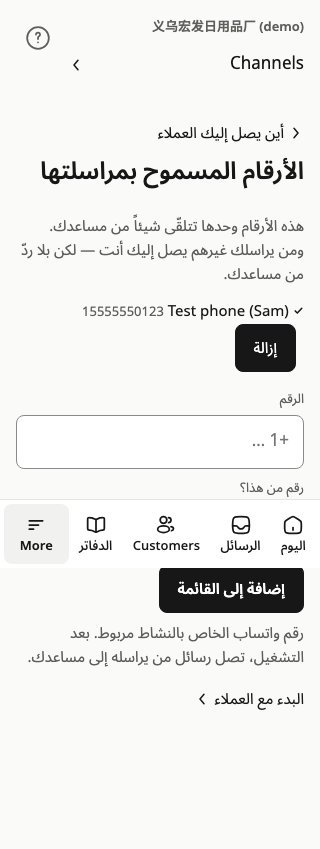 义乌宏发日用品厂 (demo)
Channels
أين يصل إليك العملاء
الأرقام المسموح بمراسلتها
هذه الأرقام وحدها تتلقّى شيئاً من مساعدك.
ومن يراسلك غيرهم يصل إليك أنت — لكن بلا ردّ
من مساعدك.
Test phone (Sam) 15555550123
إزالة
الرقم
+1 ...
رقم من هذا؟
اليوم
الرسائل
Customers
الدفاتر
More
إضافة إلى القائمة
رقم واتساب الخاص بالنشاط مربوط. بعد
التشغيل، تصل رسائل من يراسله إلى مساعدك.
البدء مع العملاء